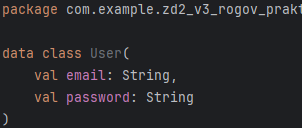 package com.example.zd2_v3_rogov_prakt
data class User(
    val email: String,
    val password: String
)